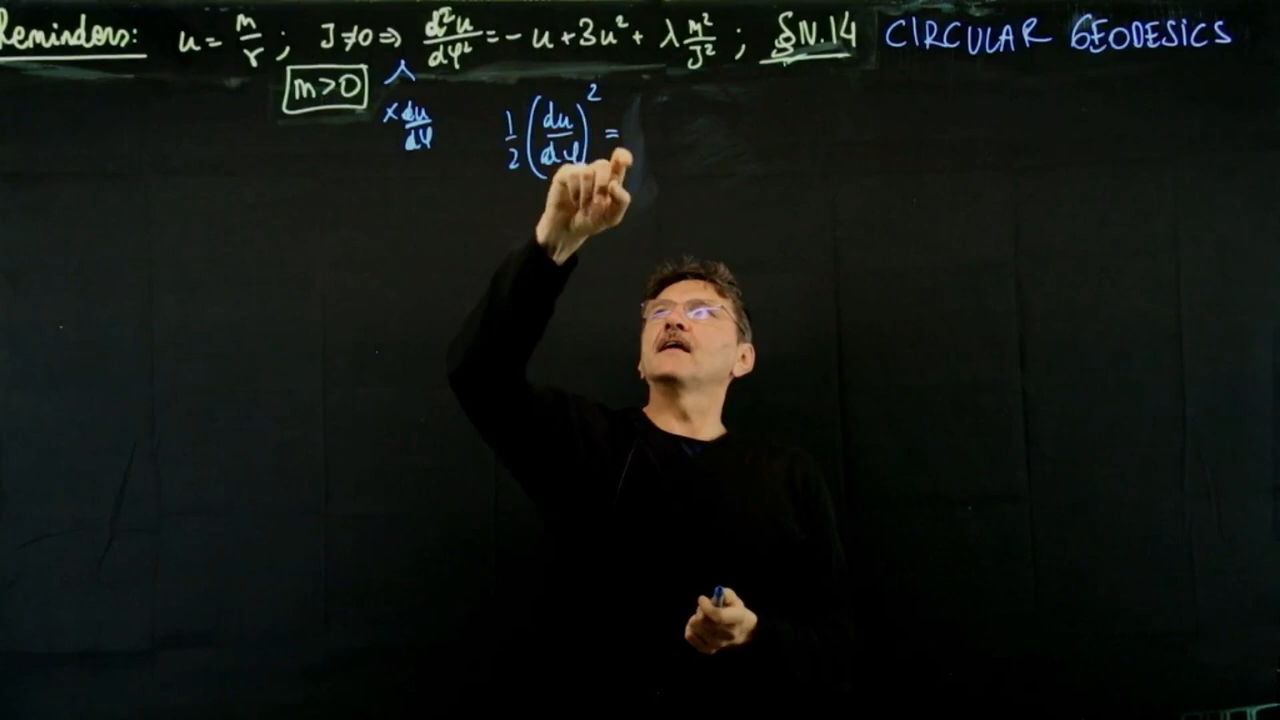 Reminders: u = m/r ; J≠0 ⇒ d²u/dφ² = - u + 3u² + λ m²/J² ; §N.14 CIRCULAR GEODESICS
m > 0
× du/dφ 1/2 (du/dφ)² =